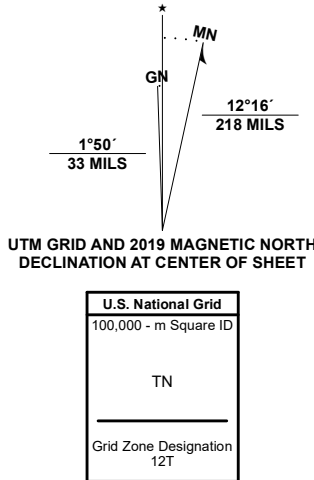 ★
MN
GN
12°16´
218 MILS
1°50´
33 MILS
UTM GRID AND 2019 MAGNETIC NORTH
DECLINATION AT CENTER OF SHEET
U.S. National Grid
100,000 - m Square ID
TN
Grid Zone Designation
12T